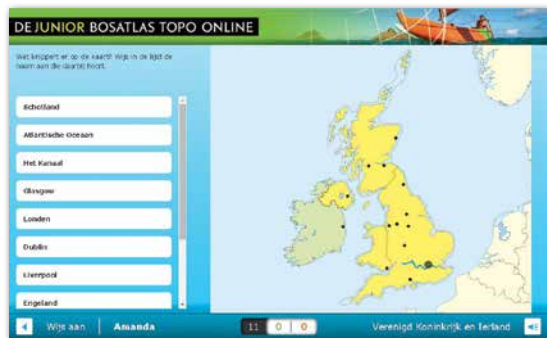 DE JUNIOR BOSATLAS TOPO ONLINE
Wat knippert er op de kaart? Wijs in de lijst de
naam aan die daarbij hoort.
Schotland
Atlantische Oceaan
Het Kanaal
Glasgow
Londen
Dublin
Liverpool
Engeland
Wijs aan Amanda 11 0 0 Verenigd Koninkrijk en Ierland